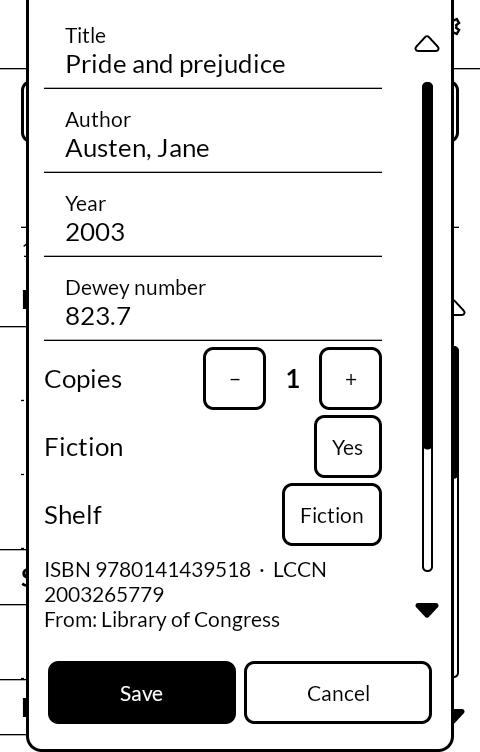 Title
Pride and prejudice
Author
Austen, Jane
Year
2003
Dewey number
823.7
Copies − 1 +
Fiction Yes
Shelf Fiction
ISBN 9780141439518 · LCCN
2003265779
From: Library of Congress
Save Cancel